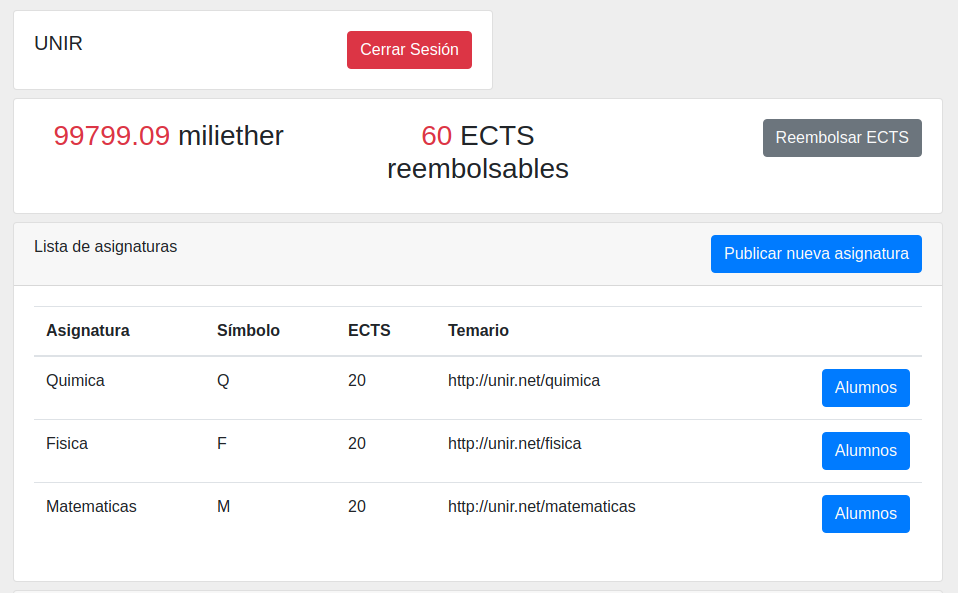 UNIR
Cerrar Sesión
99799.09 miliether
60 ECTS
reembolsables
Reembolsar ECTS
Lista de asignaturas
Publicar nueva asignatura
Asignatura Símbolo ECTS Temario
Quimica Q 20 http://unir.net/quimica Alumnos
Fisica F 20 http://unir.net/fisica Alumnos
Matematicas M 20 http://unir.net/matematicas Alumnos